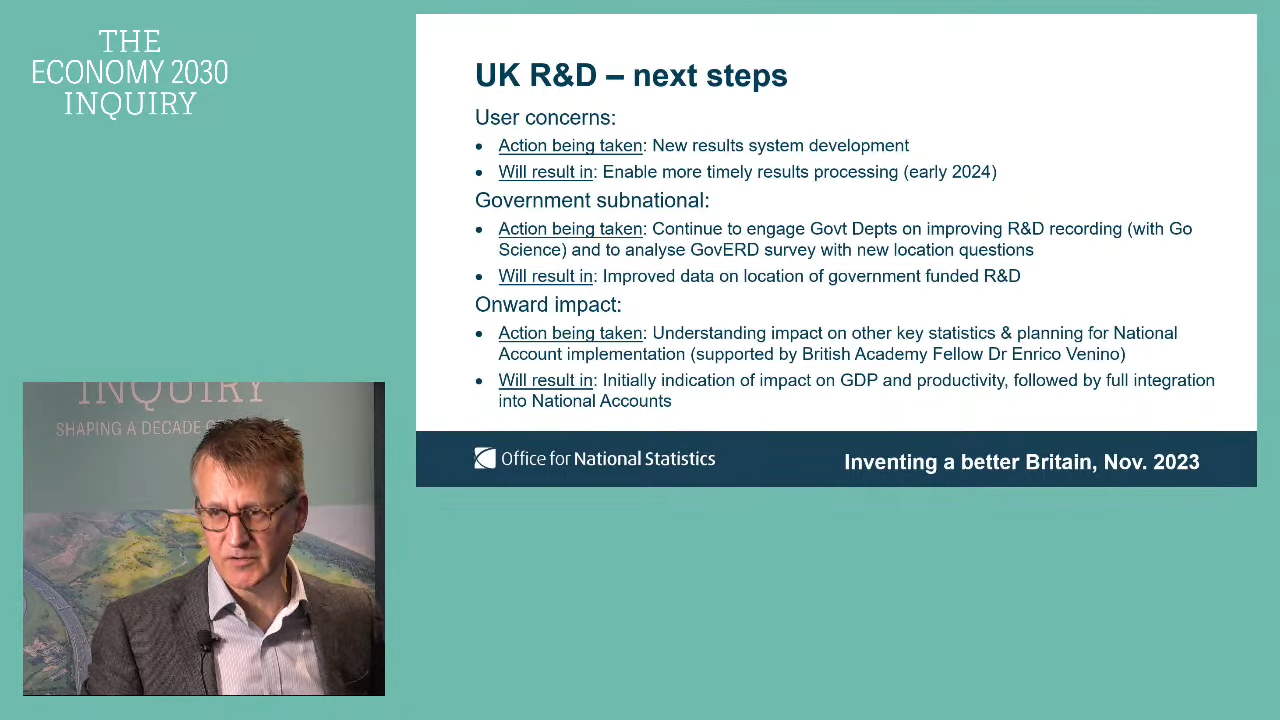 THE
ECONOMY 2030
INQUIRY
UK R&D – next steps
User concerns:
• Action being taken: New results system development
• Will result in: Enable more timely results processing (early 2024)
Government subnational:
• Action being taken: Continue to engage Govt Depts on improving R&D recording (with Go
Science) and to analyse GovERD survey with new location questions
• Will result in: Improved data on location of government funded R&D
Onward impact:
• Action being taken: Understanding impact on other key statistics & planning for National
Account implementation (supported by British Academy Fellow Dr Enrico Venino)
• Will result in: Initially indication of impact on GDP and productivity, followed by full integration
into National Accounts
Office for National Statistics
Inventing a better Britain, Nov. 2023
INQUIRY
SHAPING A DECADE